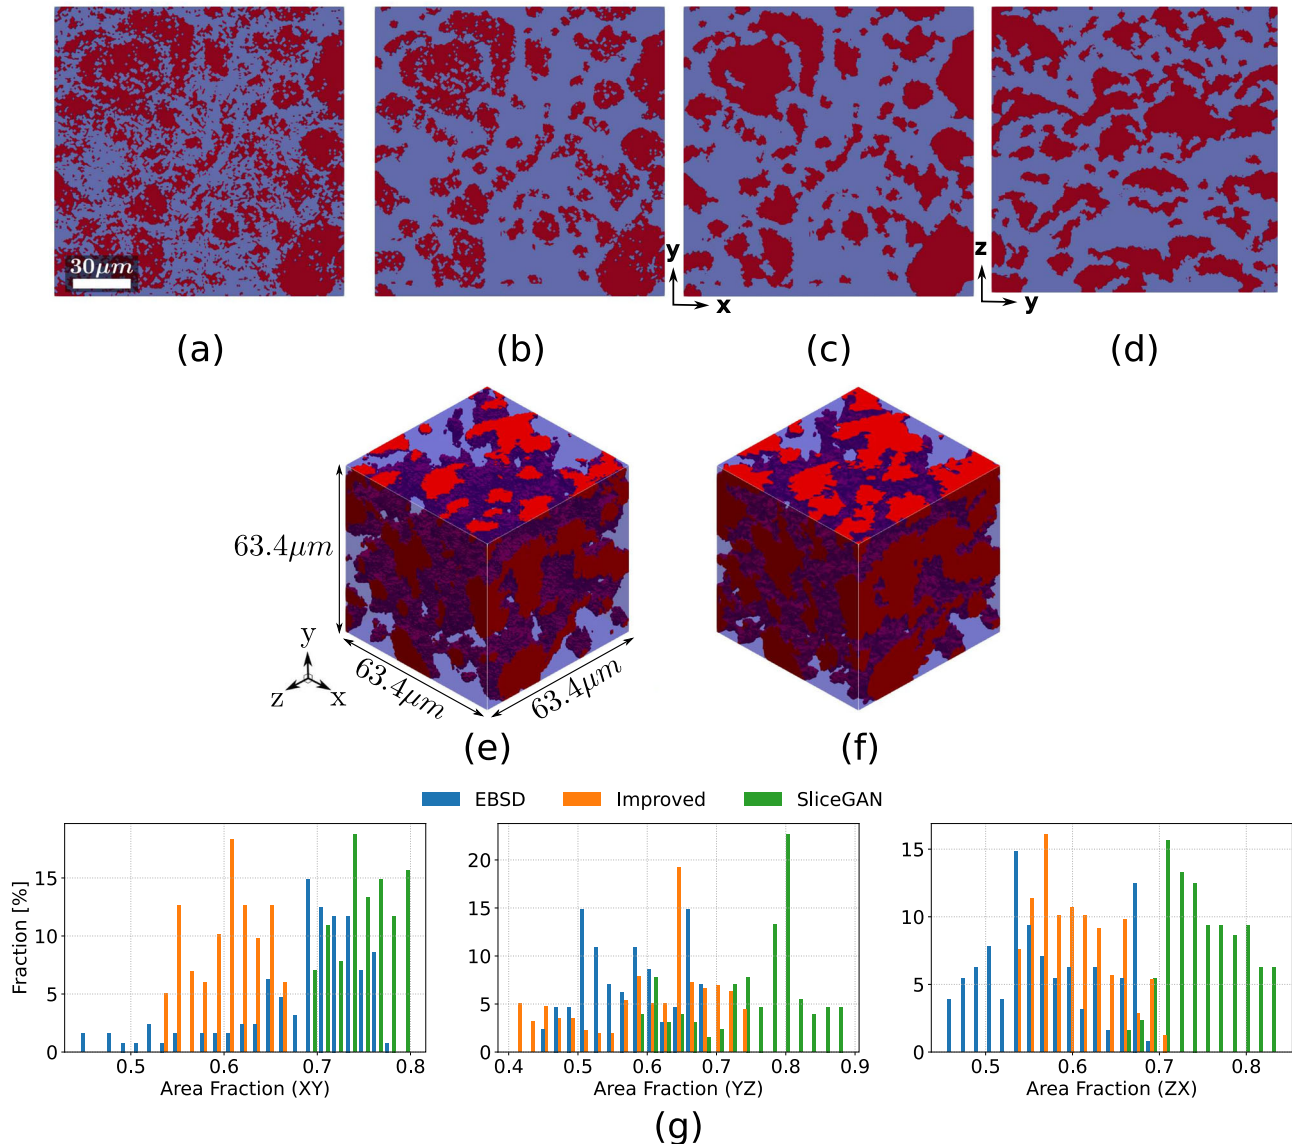 30μm
y
x
z
y
(a)
(b)
(c)
(d)
63.4μm
y
z
x
63.4μm
63.4μm
(e)
(f)
EBSD
Improved
SliceGAN
Fraction [%]
15
10
5
0
0.5
0.6
0.7
0.8
Area Fraction (XY)
20
15
10
5
0
0.4
0.5
0.6
0.7
0.8
0.9
Area Fraction (YZ)
15
10
5
0
0.5
0.6
0.7
0.8
Area Fraction (ZX)
(g)